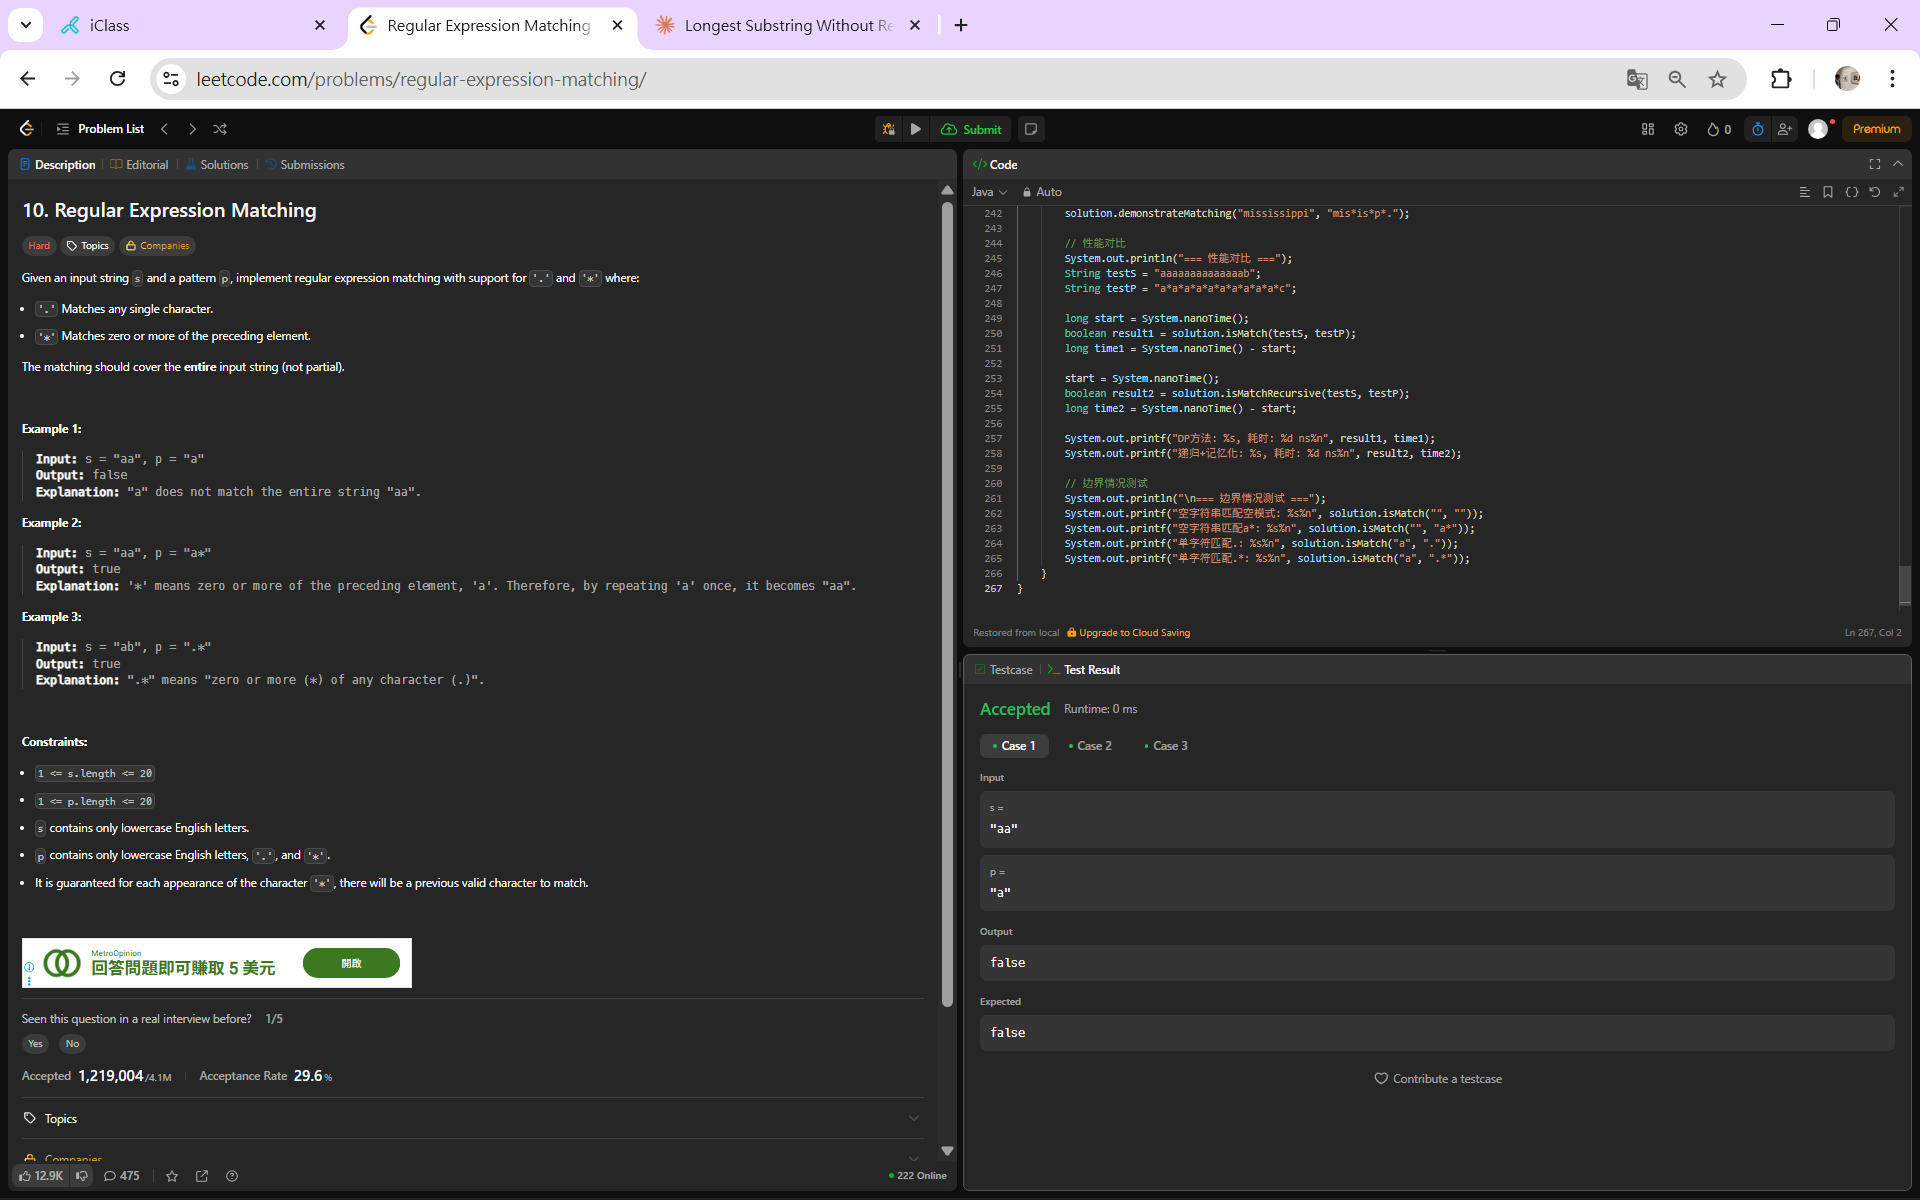 iClass
Regular Expression Matching
Longest Substring Without Re
leetcode.com/problems/regular-expression-matching/
Problem List
Submit
0
Premium
Description
Editorial
Solutions
Submissions
10. Regular Expression Matching
Hard
Topics
Companies
Given an input string s and a pattern p, implement regular expression matching with support for '.' and '*' where:
• '.' Matches any single character.
• '*' Matches zero or more of the preceding element.
The matching should cover the entire input string (not partial).
Example 1:
Input: s = "aa", p = "a"
Output: false
Explanation: "a" does not match the entire string "aa".
Example 2:
Input: s = "aa", p = "a*"
Output: true
Explanation: '*' means zero or more of the preceding element, 'a'. Therefore, by repeating 'a' once, it becomes "aa".
Example 3:
Input: s = "ab", p = ".*"
Output: true
Explanation: ".*" means "zero or more (*) of any character (.)".
Constraints:
• 1 <= s.length <= 20
• 1 <= p.length <= 20
• s contains only lowercase English letters.
• p contains only lowercase English letters, '.', and '*'.
• It is guaranteed for each appearance of the character '*', there will be a previous valid character to match.
MetroOpinion
回答問題即可賺取 5 美元
開啟
Seen this question in a real interview before? 1/5
Yes
No
Accepted 1,219,004/4.1M
Acceptance Rate 29.6%
Topics
Companies
12.9K
475
222 Online
Code
Java
Auto
242 solution.demonstrateMatching("mississippi", "mis*is*p*.");
243
244 // 性能对比
245 System.out.println("=== 性能对比 ===");
246 String testS = "aaaaaaaaaaaaaab";
247 String testP = "a*a*a*a*a*a*a*a*a*a*c";
248
249 long start = System.nanoTime();
250 boolean result1 = solution.isMatch(testS, testP);
251 long time1 = System.nanoTime() - start;
252
253 start = System.nanoTime();
254 boolean result2 = solution.isMatchRecursive(testS, testP);
255 long time2 = System.nanoTime() - start;
256
257 System.out.printf("DP方法: %s, 耗时: %d ns%n", result1, time1);
258 System.out.printf("递归+记忆化: %s, 耗时: %d ns%n", result2, time2);
259
260 // 边界情况测试
261 System.out.println("\n=== 边界情况测试 ===");
262 System.out.printf("空字符串匹配空模式: %s%n", solution.isMatch("", ""));
263 System.out.printf("空字符串匹配a*: %s%n", solution.isMatch("", "a*"));
264 System.out.printf("单字符匹配.: %s%n", solution.isMatch("a", "."));
265 System.out.printf("单字符匹配.*: %s%n", solution.isMatch("a", ".*"));
266 }
267 }
Restored from local
Upgrade to Cloud Saving
Ln 267, Col 2
Testcase
Test Result
Accepted
Runtime: 0 ms
• Case 1
• Case 2
• Case 3
Input
s =
"aa"
p =
"a"
Output
false
Expected
false
Contribute a testcase